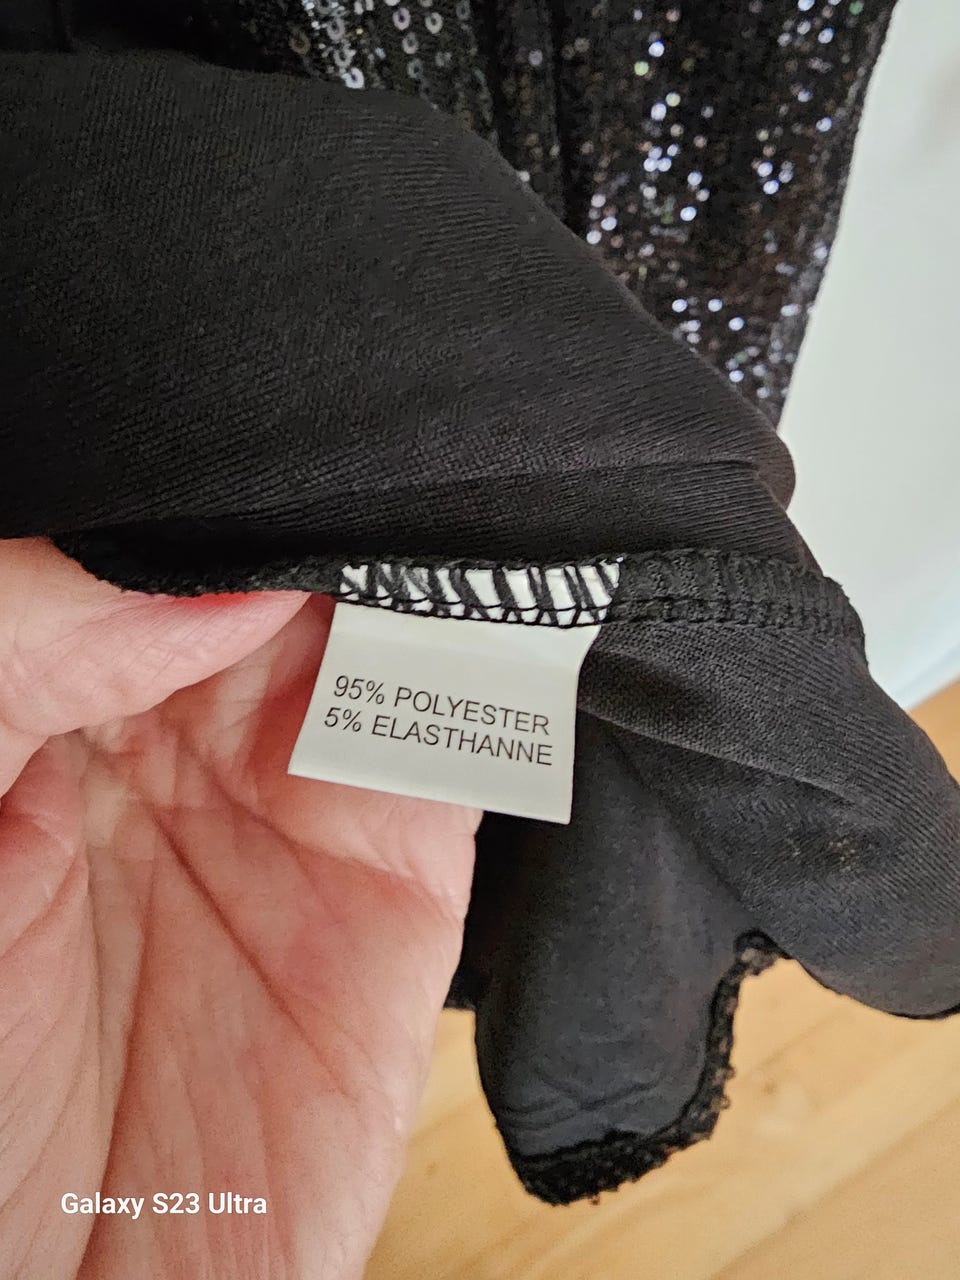 95% POLYESTER
5% ELASTHANNE
Galaxy S23 Ultra